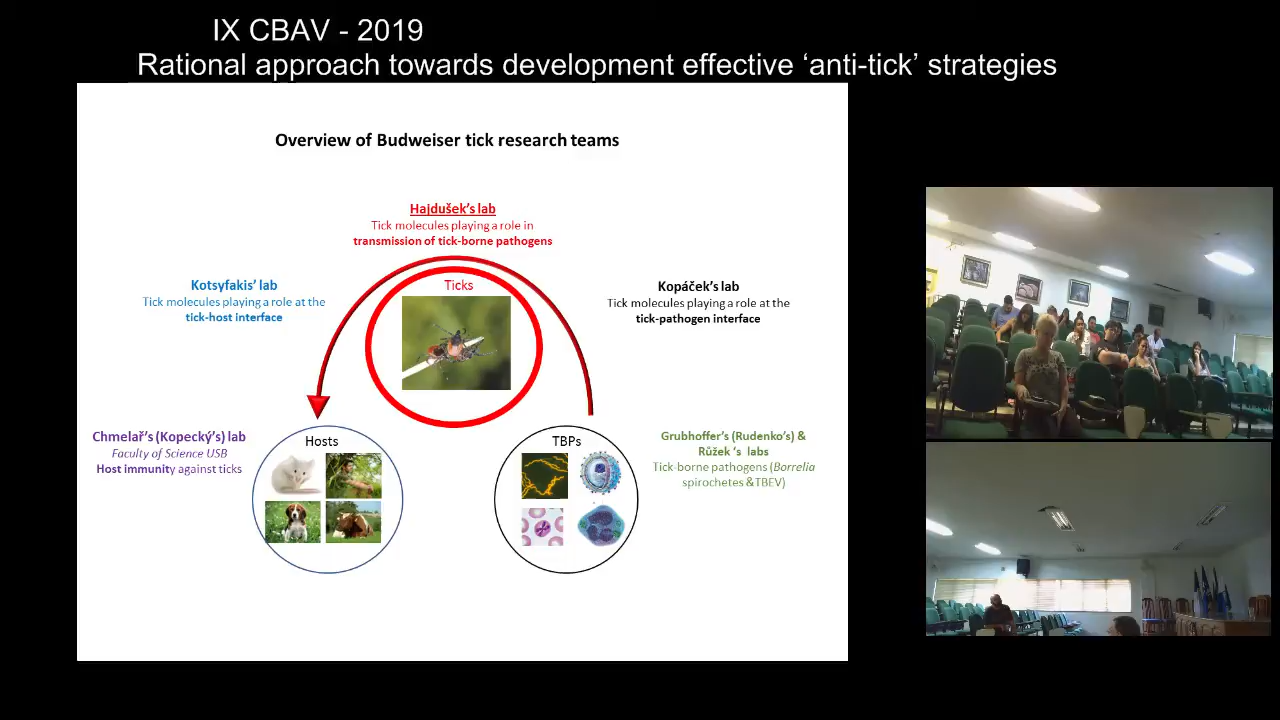 IX CBAV - 2019
Rational approach towards development effective ‘anti-tick’ strategies
Overview of Budweiser tick research teams
Hajdušek’s lab
Tick molecules playing a role in
transmission of tick-borne pathogens
Kotsyfakis’ lab
Tick molecules playing a role at the
tick-host interface
Ticks
Kopáček’s lab
Tick molecules playing a role at the
tick-pathogen interface
Chmelař’s (Kopecký’s) lab
Faculty of Science USB
Host immunity against ticks
Hosts
TBPs
Grubhoffer’s (Rudenko’s) &
Růžek ‘s labs
Tick-borne pathogens (Borrelia
spirochetes & TBEV)